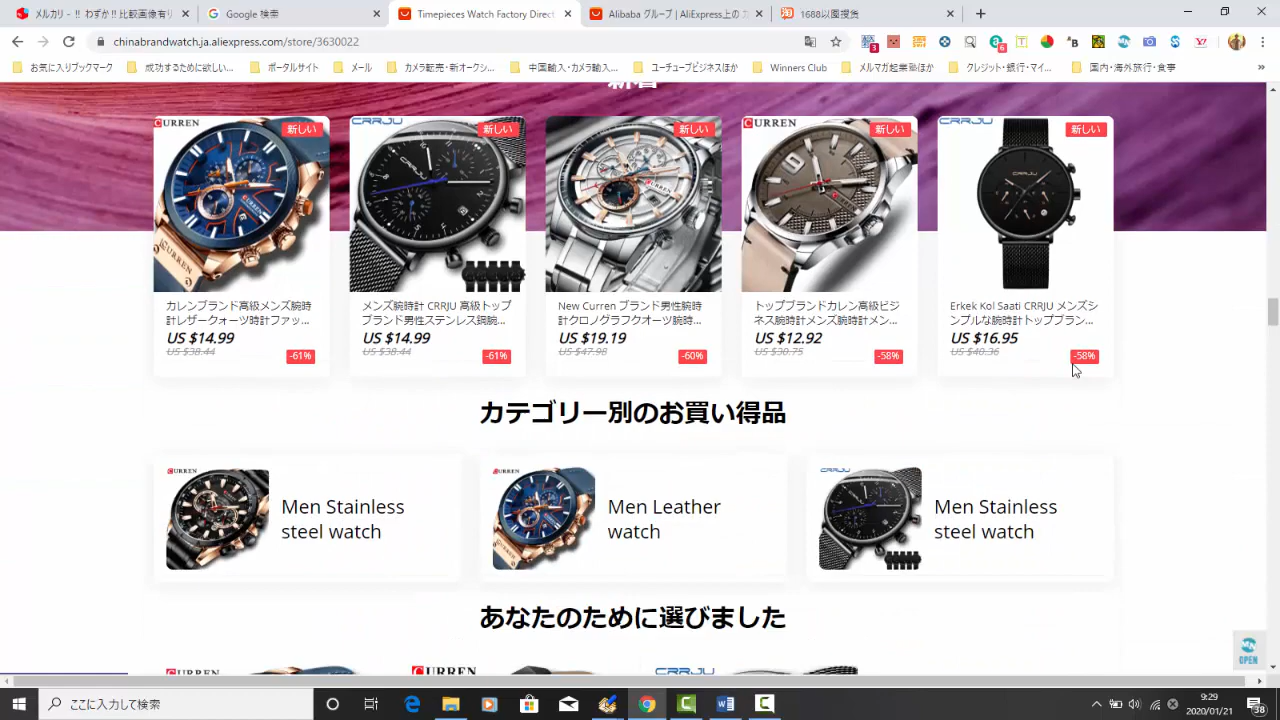 メルカリ - !! わずか !! 比較画像有り
Google 検索
Timepieces Watch Factory Direct
Alibaba グループ | AliExpress上の
1688以图搜货
chinabrandwatch.ja.aliexpress.com/store/3630022
お気に入りブックマーク
成功するために欲しい...
ポータルサイト
メール
カメラ転売・新オークシ...
中国輸入・カメラ輸入...
ユーチューブビジネスほか
Winners Club
メルマガ起業塾ほか
クレジット・銀行・マイ...
国内・海外旅行・食事
新着
CURREN
新しい
CRRJU
新しい
新しい
CURREN
新しい
CRRJU
新しい
カレンブランド高級メンズ腕時
計レザークォーツ時計ファッ...
US $14.99
US $38.44
-61%
メンズ腕時計 CRRJU 高級トップ
ブランド男性ステンレス鋼腕...
US $14.99
US $38.44
-61%
New Curren ブランド男性腕時
計クロノグラフクオーツ腕時...
US $19.19
US $47.98
-60%
トップブランドカレン高級ビジ
ネス腕時計メンズ腕時計メン...
US $12.92
US $30.75
-58%
Erkek Kol Saati CRRJU メンズシ
ンプルな腕時計トップブラン...
US $16.95
US $40.36
-58%
カテゴリー別のお買い得品
CURREN
Men Stainless
steel watch
CURREN
Men Leather
watch
CRRJU
Men Stainless
steel watch
あなたのために選びました
CURREN
CURREN
CRRJU
OPEN
ここに入力して検索
9:29
2020/01/21
38